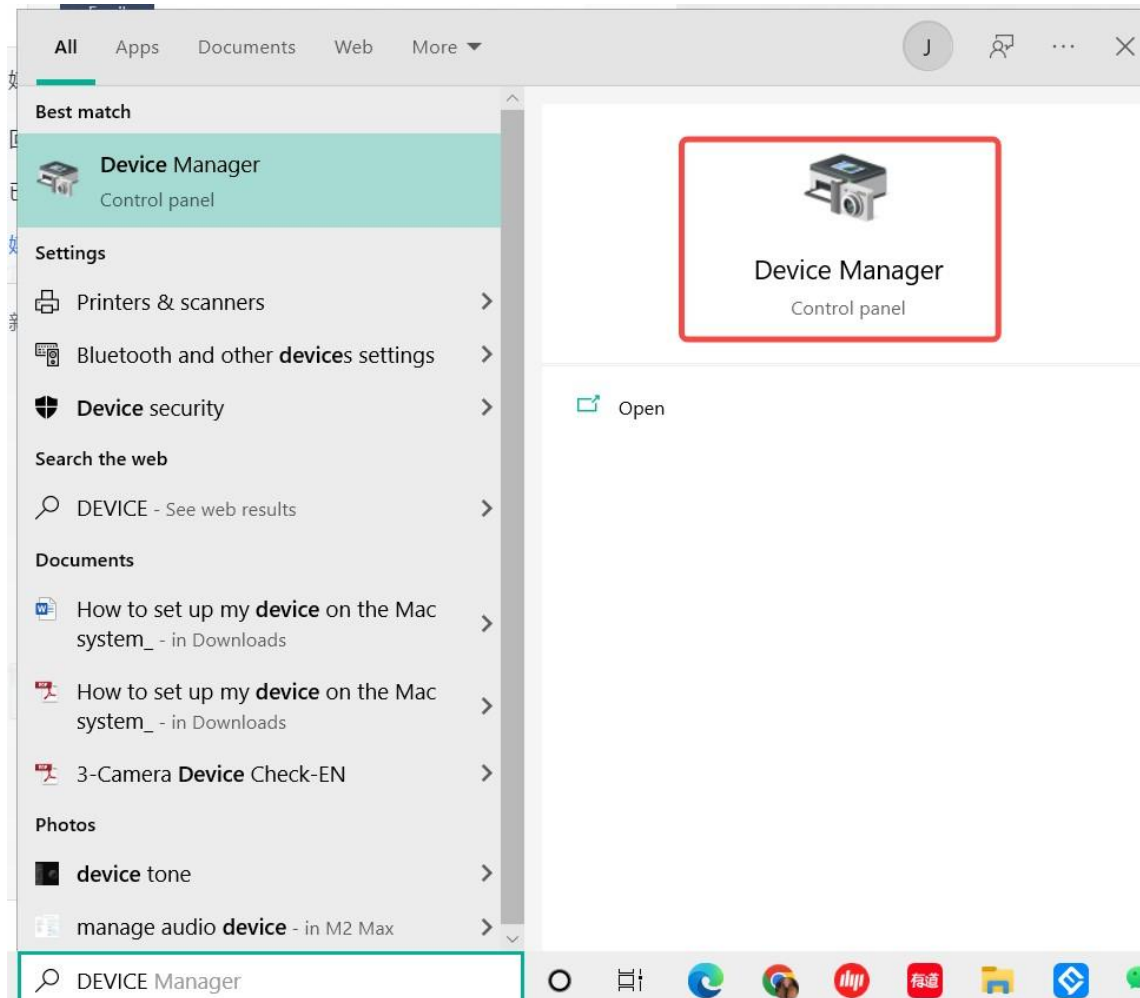 All Apps Documents Web More
J
Best match
Device Manager
Control panel
Settings
Printers & scanners
Bluetooth and other devices settings
Device security
Search the web
DEVICE - See web results
Documents
How to set up my device on the Mac
system_ - in Downloads
How to set up my device on the Mac
system_ - in Downloads
3-Camera Device Check-EN
Photos
device tone
manage audio device - in M2 Max
DEVICE Manager
Device Manager
Control panel
Open
有道